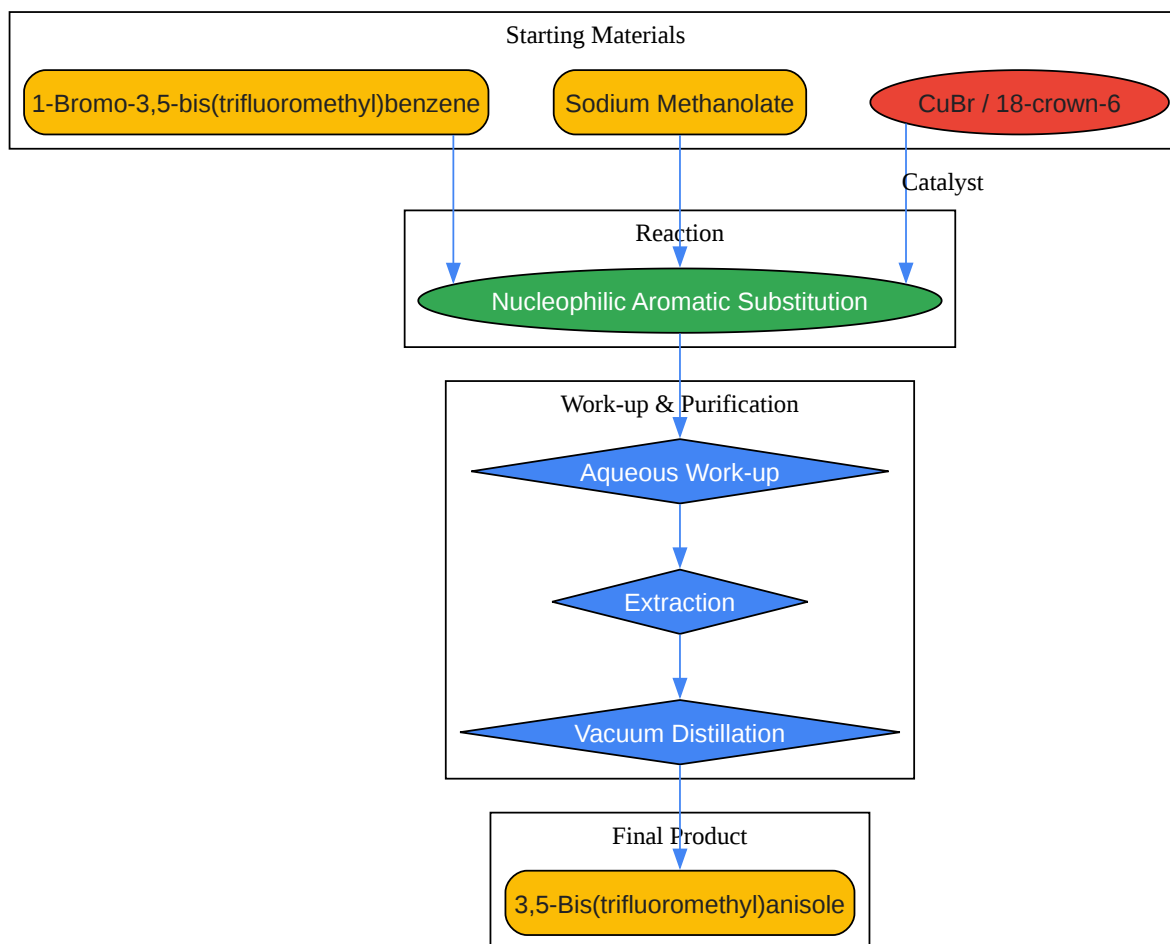 Starting Materials
1-Bromo-3,5-bis(trifluoromethyl)benzene
Sodium Methanolate
CuBr / 18-crown-6
Catalyst
Reaction
Nucleophilic Aromatic Substitution
Work-up & Purification
Aqueous Work-up
Extraction
Vacuum Distillation
Final Product
3,5-Bis(trifluoromethyl)anisole